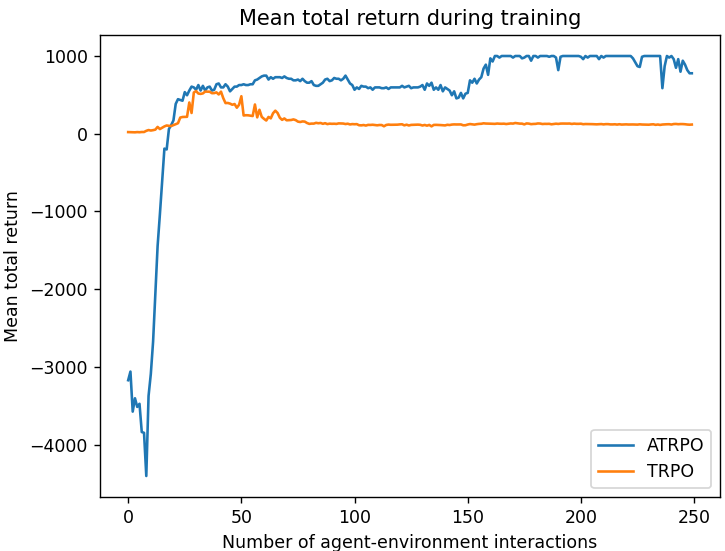 Mean total return during training
Mean total return
1000
0
−1000
−2000
−3000
−4000
0 50 100 150 200 250
Number of agent-environment interactions
ATRPO
TRPO